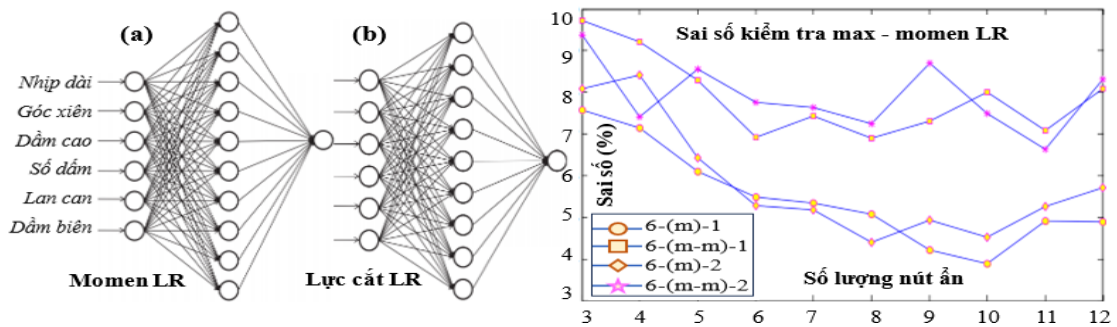 (a)
Nhịp dài
Góc xiên
Dầm cao
Số dấm
Lan can
Dầm biên
Momen LR
(b)
Lực cắt LR
Sai số kiểm tra max - momen LR
Sai số (%)
10
9
8
7
6
5
4
3
6-(m)-1
6-(m-m)-1
6-(m)-2
6-(m-m)-2
Số lượng nút ẩn
3 4 5 6 7 8 9 10 11 12